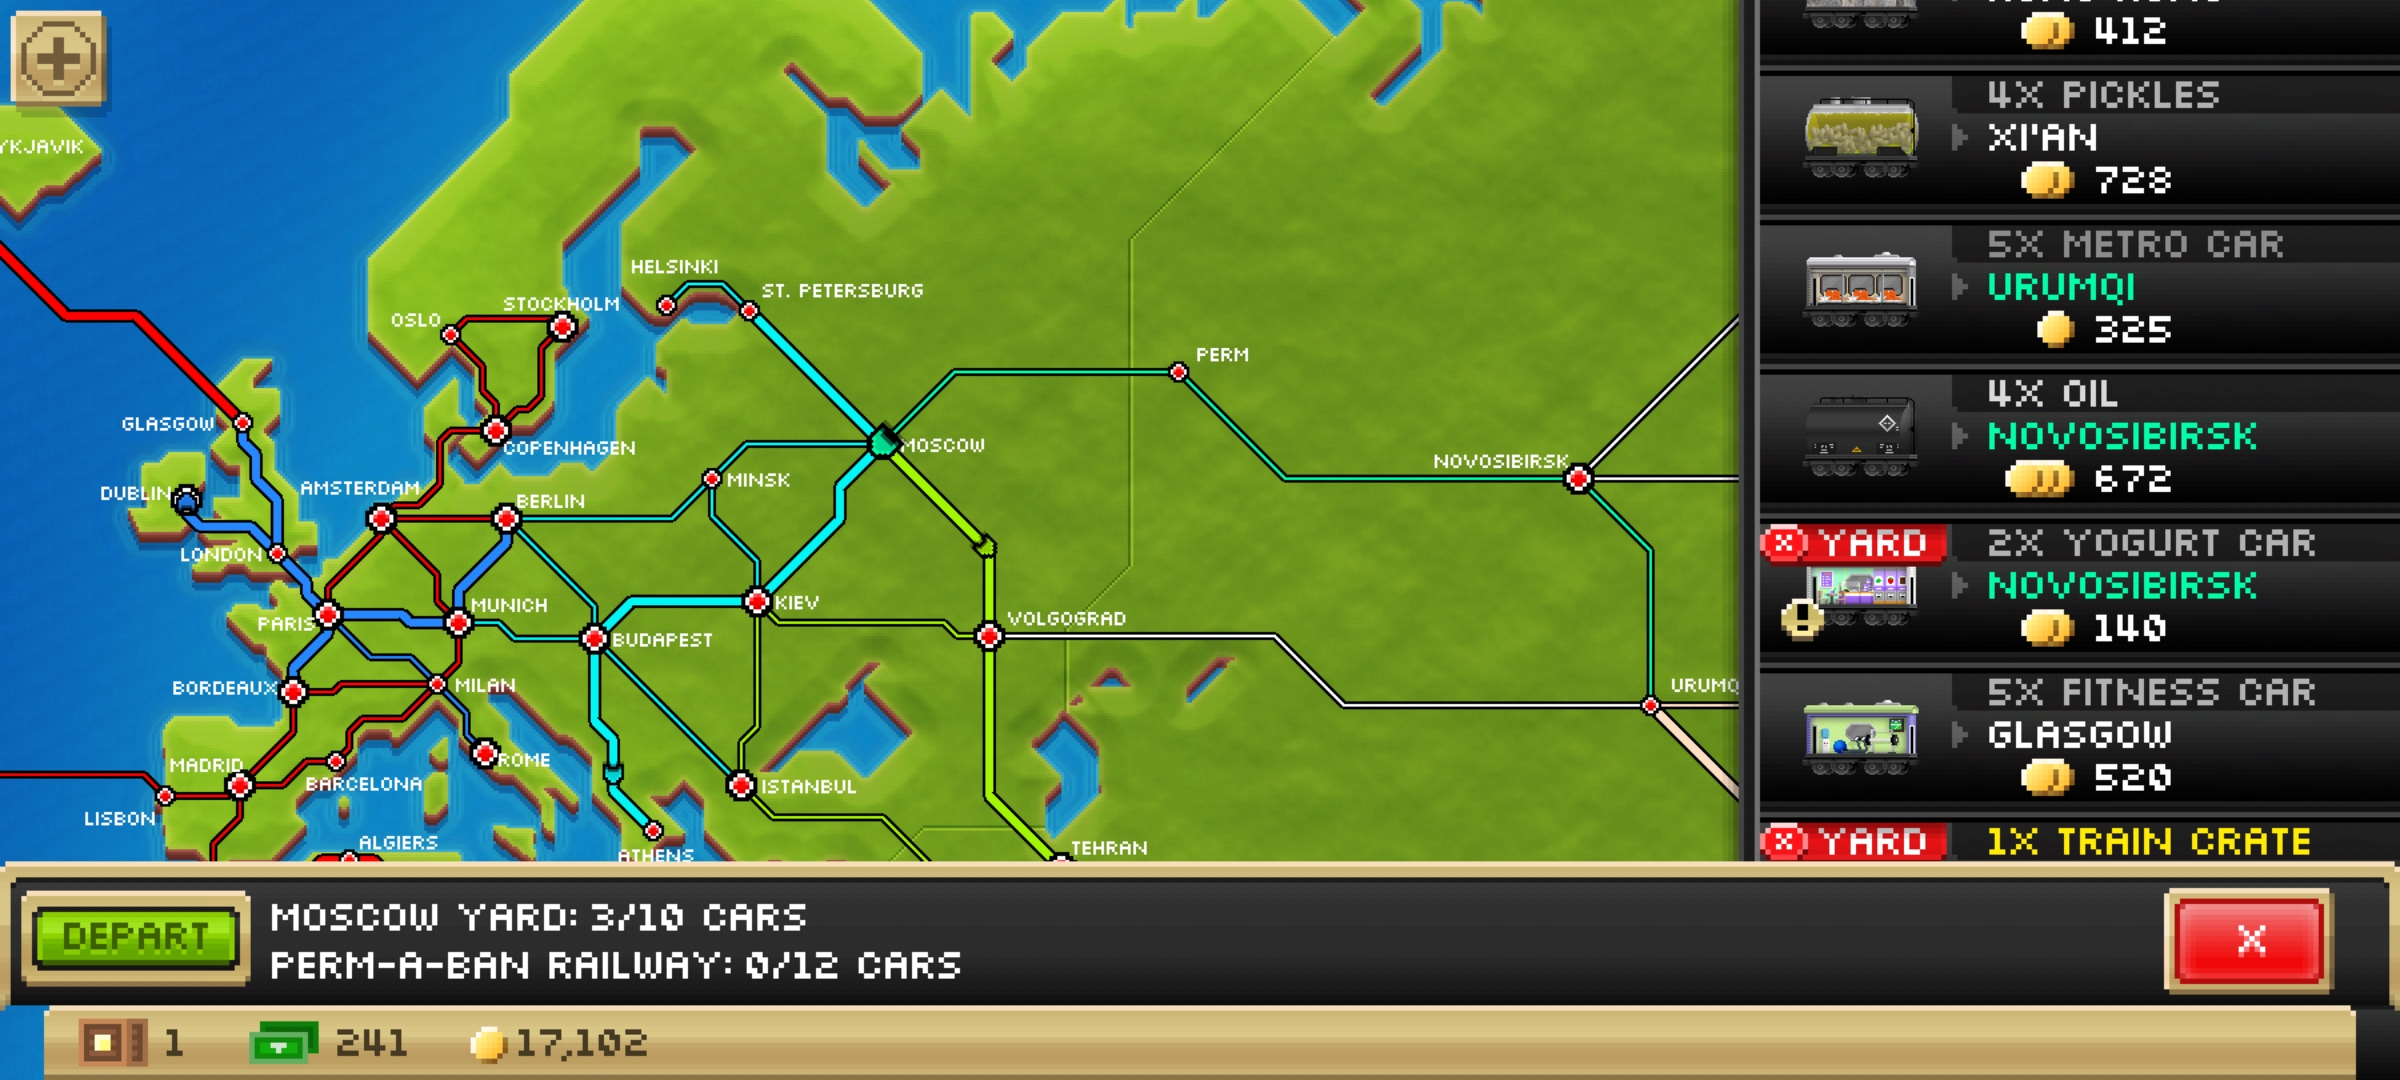 412
4X PICKLES
XI'AN
728
5X METRO CAR
URUMQI
325
4X OIL
NOVOSIBIRSK
672
YARD
2X YOGURT CAR
NOVOSIBIRSK
140
5X FITNESS CAR
GLASGOW
520
YARD
1X TRAIN CRATE
YKJAVIK
HELSINKI
ST. PETERSBURG
STOCKHOLM
OSLO
PERM
GLASGOW
COPENHAGEN
MOSCOW
NOVOSIBIRSK
MINSK
AMSTERDAM
BERLIN
DUBLIN
LONDON
MUNICH
KIEV
PARIS
BUDAPEST
VOLGOGRAD
BORDEAUX
MILAN
URUMQ
ROME
MADRID
BARCELONA
ISTANBUL
LISBON
ALGIERS
ATHENS
TEHRAN
DEPART
MOSCOW YARD: 3/10 CARS
PERM-A-BAN RAILWAY: 0/12 CARS
X
1
241
17,102